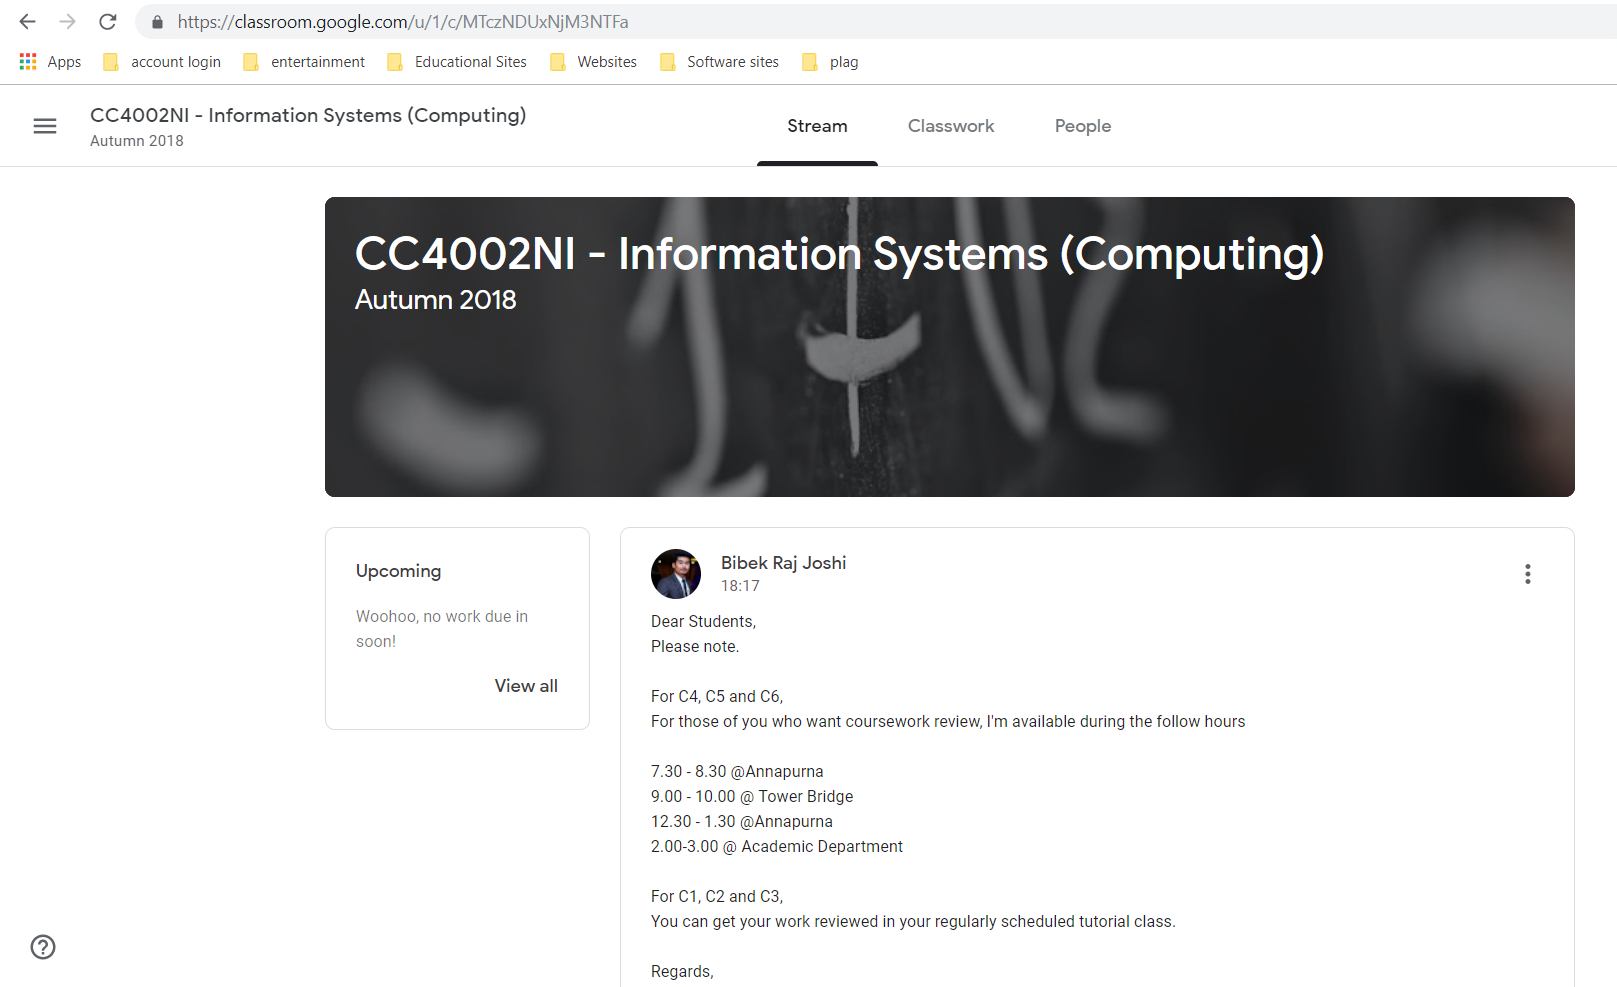 https://classroom.google.com/u/1/c/MTczNDUxNjM3NTFa
Apps account login entertainment Educational Sites Websites Software sites plag
CC4002NI - Information Systems (Computing)
Autumn 2018
Stream Classwork People
CC4002NI - Information Systems (Computing)
Autumn 2018
Upcoming
Woohoo, no work due in
soon!
View all
Bibek Raj Joshi
18:17
Dear Students,
Please note.
For C4, C5 and C6,
For those of you who want coursework review, I'm available during the follow hours
7.30 - 8.30 @Annapurna
9.00 - 10.00 @ Tower Bridge
12.30 - 1.30 @Annapurna
2.00-3.00 @ Academic Department
For C1, C2 and C3,
You can get your work reviewed in your regularly scheduled tutorial class.
Regards,